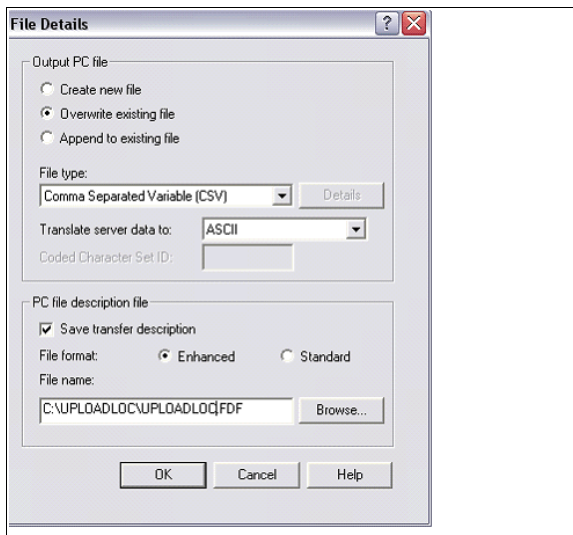 File Details
Output PC file
Create new file
Overwrite existing file
Append to existing file
File type:
Comma Separated Variable (CSV) Details
Translate server data to: ASCII
Coded Character Set ID:
PC file description file
Save transfer description
File format: Enhanced Standard
File name:
C:\UPLOADLOC\UPLOADLOC.FDF Browse...
OK Cancel Help